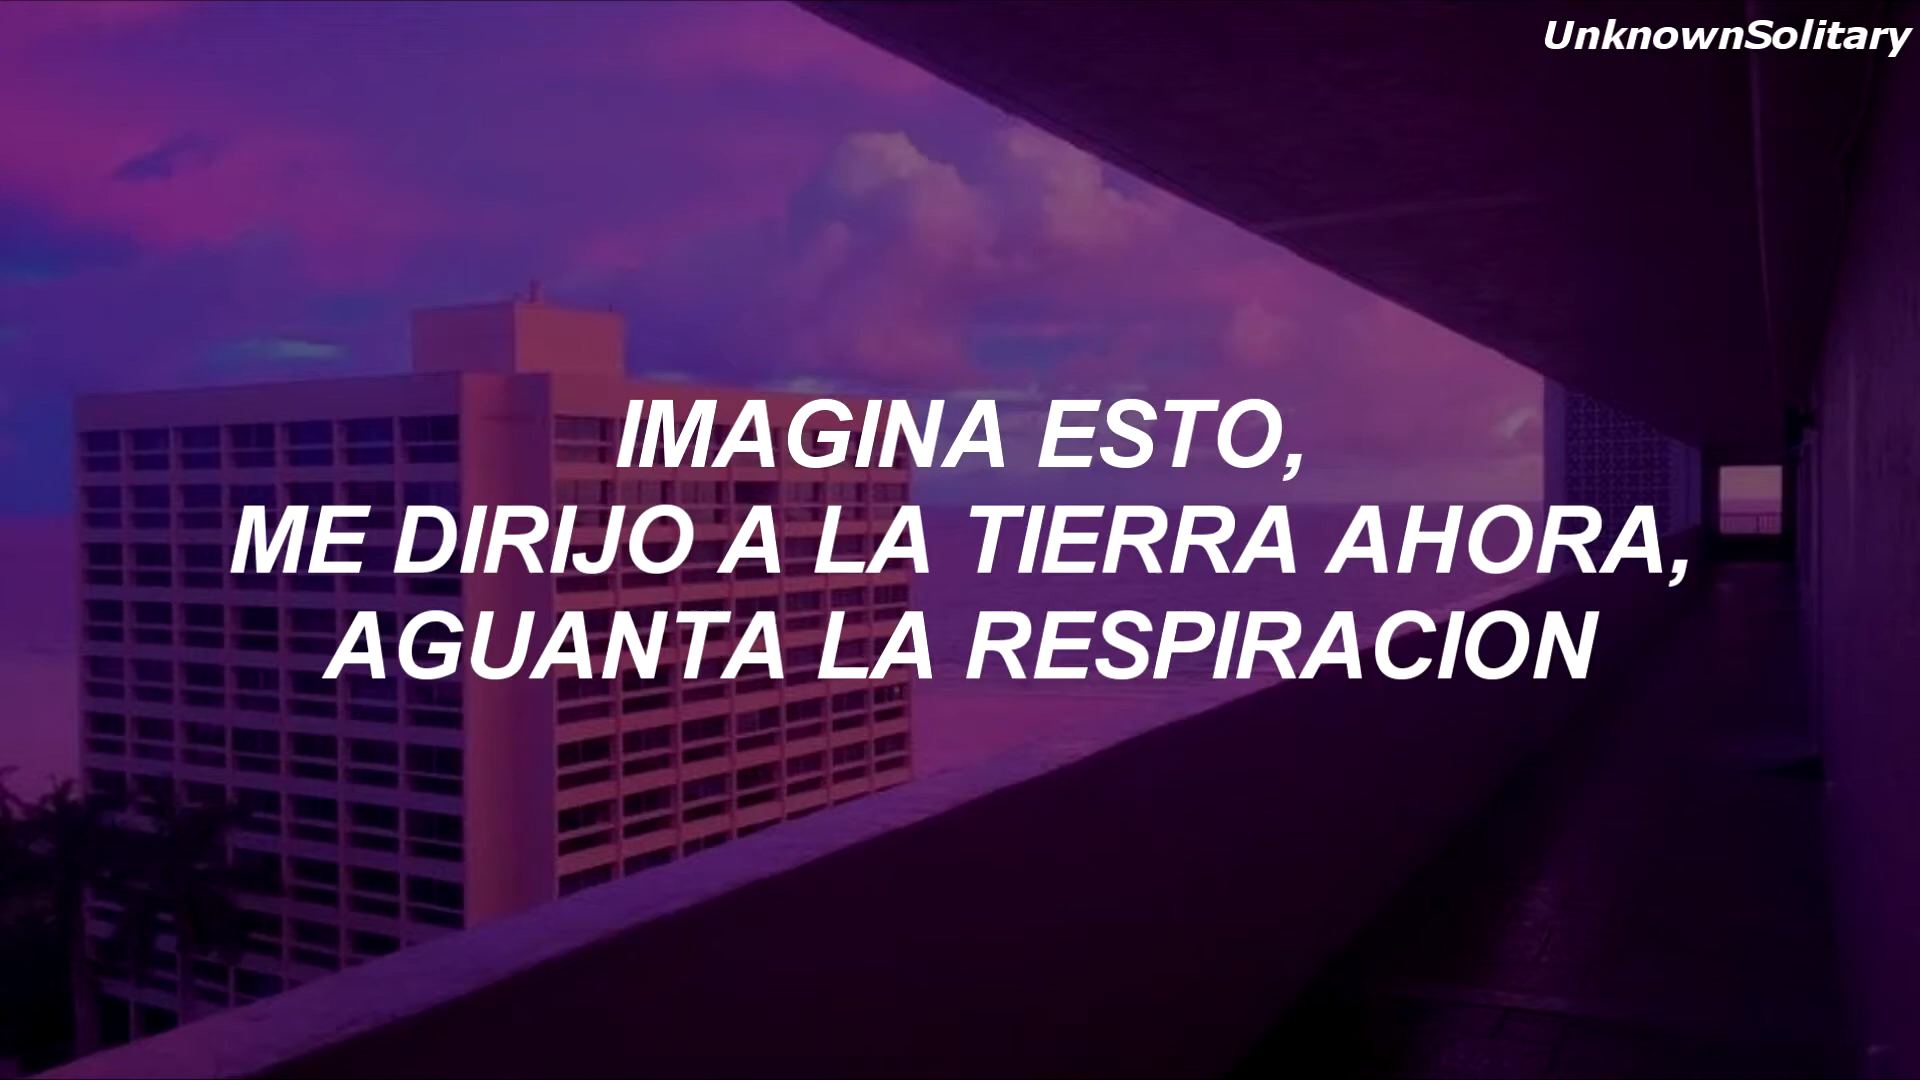 UnknownSolitary
IMAGINA ESTO,
ME DIRIJO A LA TIERRA AHORA,
AGUANTA LA RESPIRACION